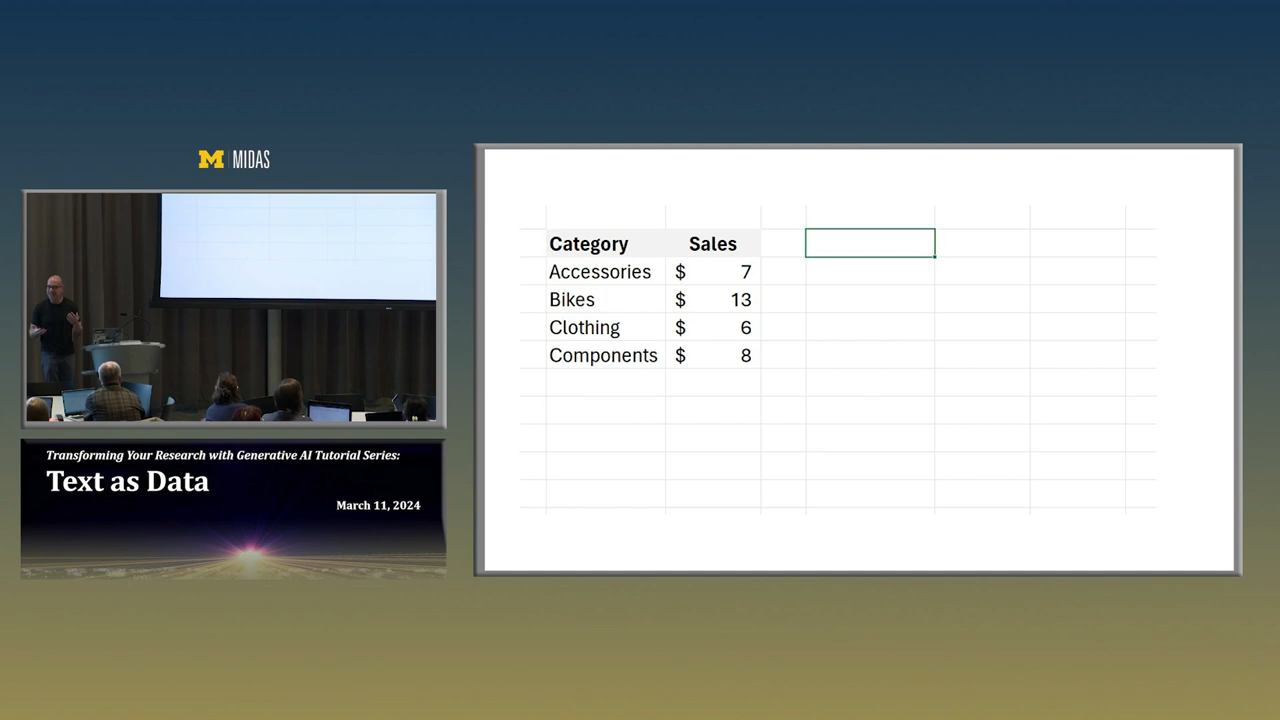 M | MIDAS
Transforming Your Research with Generative AI Tutorial Series:
Text as Data
March 11, 2024
Category Sales
Accessories $ 7
Bikes $ 13
Clothing $ 6
Components $ 8